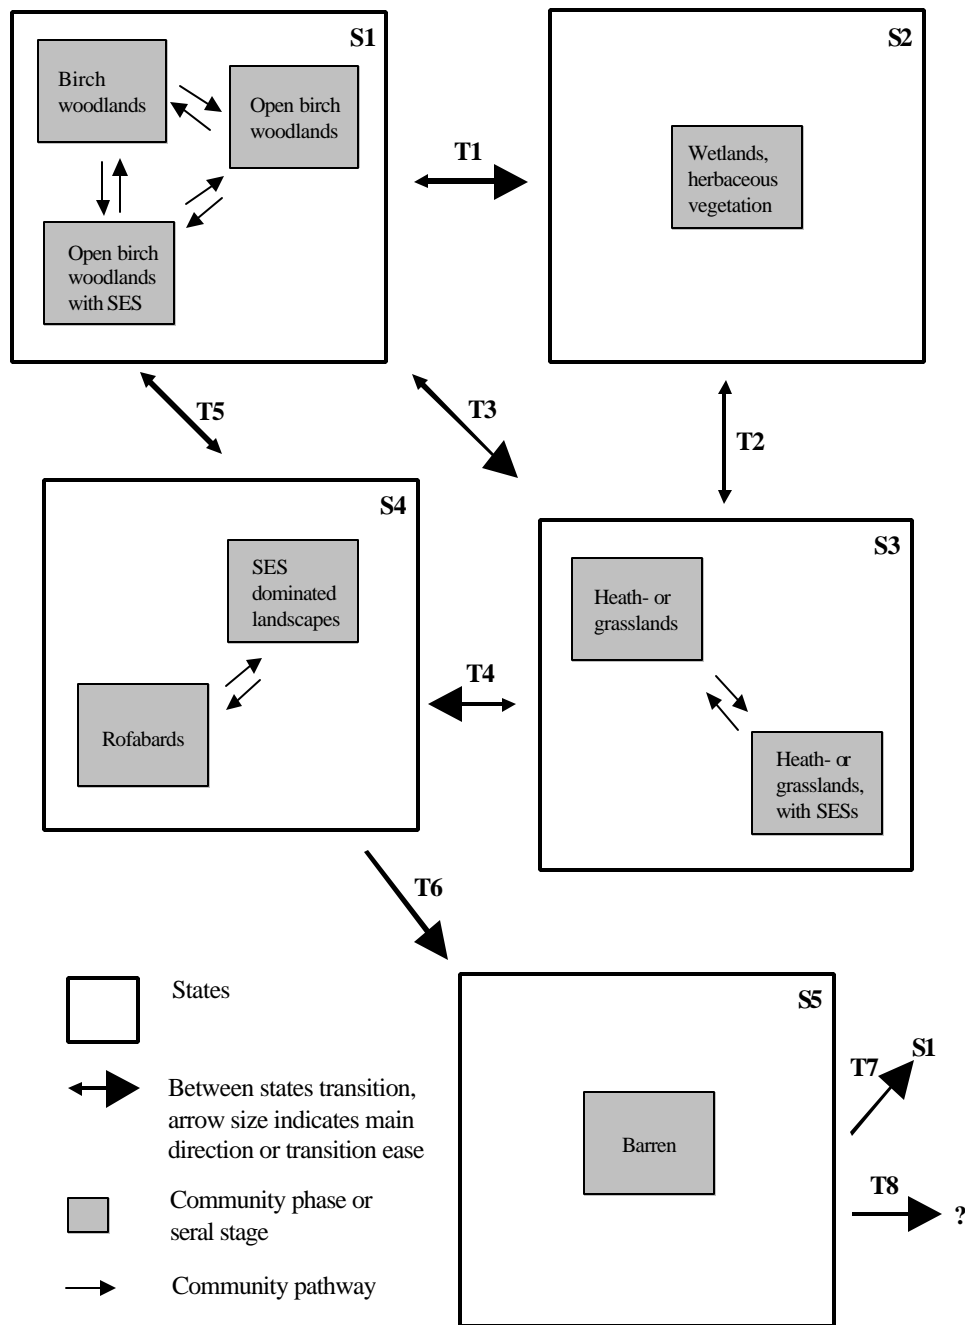 S1
Birch
woodlands
Open birch
woodlands
Open birch
woodlands
with SES
T1
S2
Wetlands,
herbaceous
vegetation
T5
T3
T2
S4
SES
dominated
landscapes
Rofabards
T4
S3
Heath- or
grasslands
Heath- or
grasslands,
with SESs
T6
States
Between states transition,
arrow size indicates main
direction or transition ease
Community phase or
seral stage
Community pathway
S5
Barren
T7
S1
T8
?